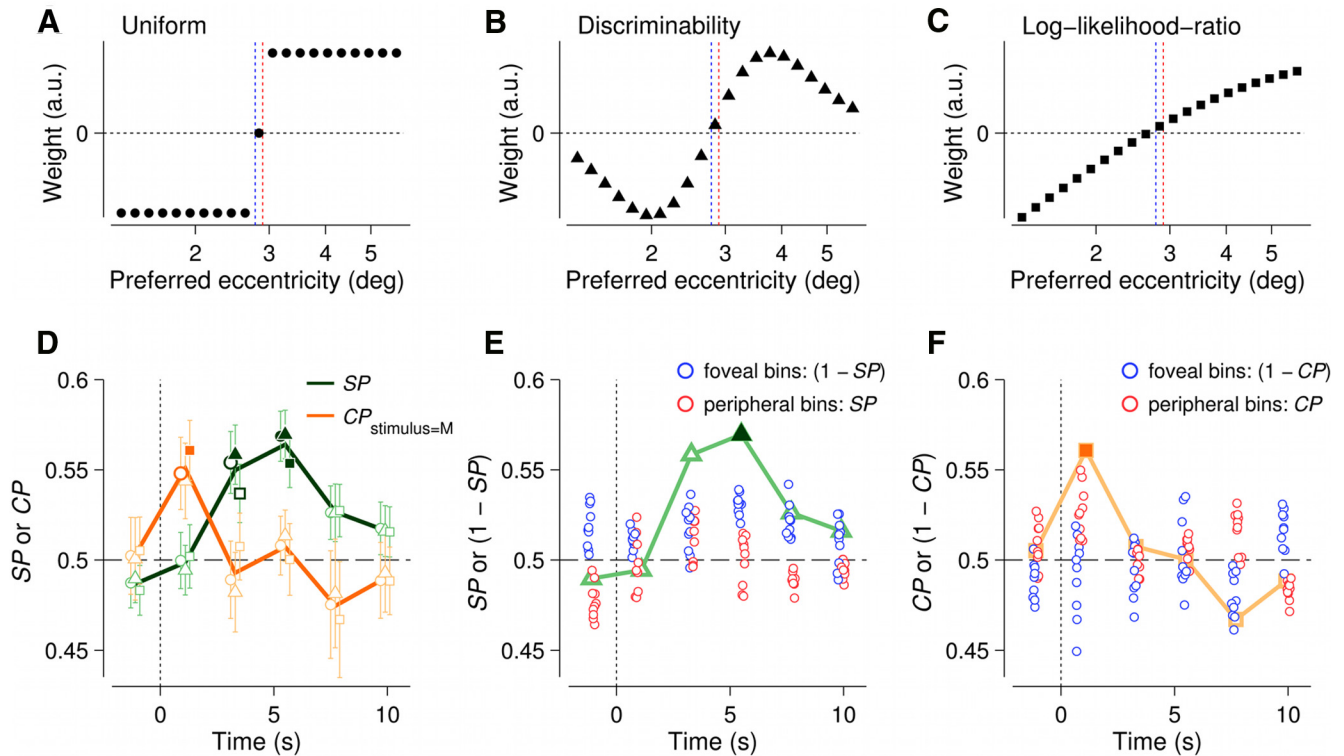 A
Uniform
Weight (a.u.)
0
2 3 4 5
Preferred eccentricity (deg)
B
Discriminability
Weight (a.u.)
0
2 3 4 5
Preferred eccentricity (deg)
C
Log−likelihood−ratio
Weight (a.u.)
0
2 3 4 5
Preferred eccentricity (deg)
D
0.6
0.55
0.5
0.45
SP or CP
SP
CP stimulus=M
0 5 10
Time (s)
E
0.6
0.55
0.5
0.45
SP or (1 − SP)
foveal bins: (1 − SP)
peripheral bins: SP
0 5 10
Time (s)
F
0.6
0.55
0.5
0.45
CP or (1 − CP)
foveal bins: (1 − CP)
peripheral bins: CP
0 5 10
Time (s)